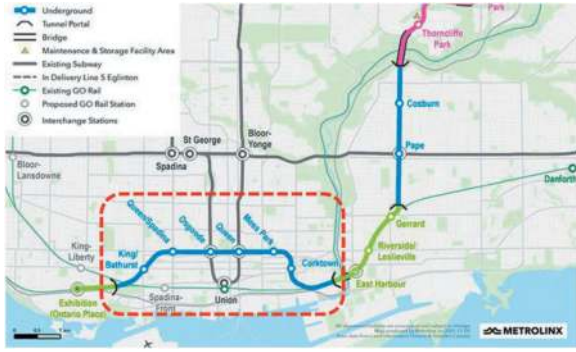 Underground
Tunnel Portal
Bridge
Maintenance & Storage Facility Area
Existing Subway
In Delivery Line 5 Eglinton
Existing GO Rail
Proposed GO Rail Station
Interchange Stations
Park
Thorncliffe
Park
Cosburn
Pape
St George
Bloor-
Yonge
Spadina
Bloor-
Lansdowne
Danforth
Gerrard
Queen/Spadina
Osgoode
Queen
Moss Park
King/
Bathurst
Corktown
Riverside/
Leslieville
East Harbour
King-
Liberty
Exhibition
(Ontario Place)
Spadina-
Front
Union
METROLINX